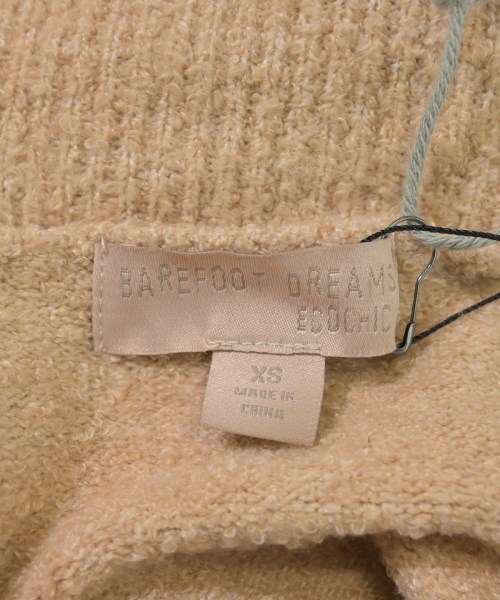 BAREFOOT DREAMS
ECOCHIC
XS
MADE IN
CHINA